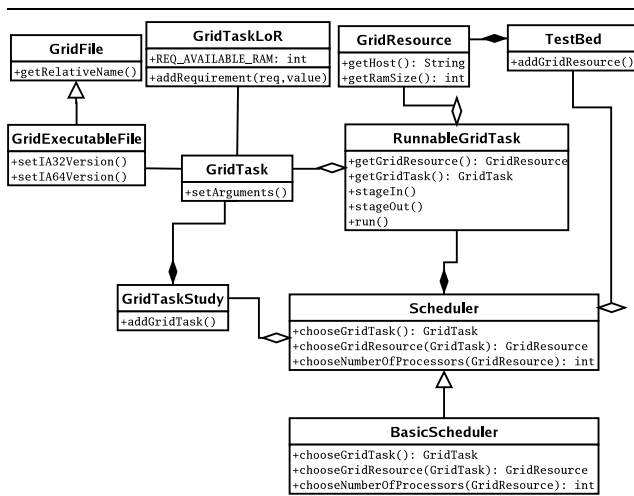 GridFile
+getRelativeName()
GridTaskLoR
+REQ_AVAILABLE_RAM: int
+addRequirement(req,value)
GridResource
+getHost(): String
+getRamSize(): int
TestBed
+addGridResource()
GridExecutableFile
+setIA32Version()
+setIA64Version()
GridTask
+setArguments()
RunnableGridTask
+getGridResource(): GridResource
+getGridTask(): GridTask
+stageIn()
+stageOut()
+run()
GridTaskStudy
+addGridTask()
Scheduler
+chooseGridTask(): GridTask
+chooseGridResource(GridTask): GridResource
+chooseNumberOfProcessors(GridResource): int
BasicScheduler
+chooseGridTask(): GridTask
+chooseGridResource(GridTask): GridResource
+chooseNumberOfProcessors(GridResource): int